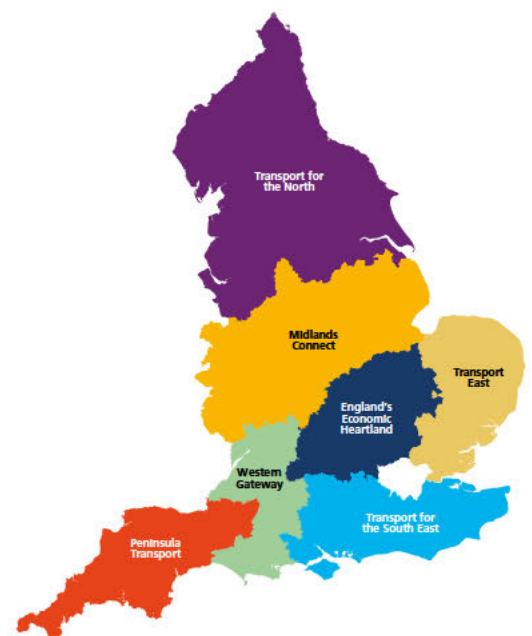 Transport for
the North
Midlands
Connect
Transport
East
England's
Economic
Heartland
Western
Gateway
Transport for
the South East
Peninsula
Transport